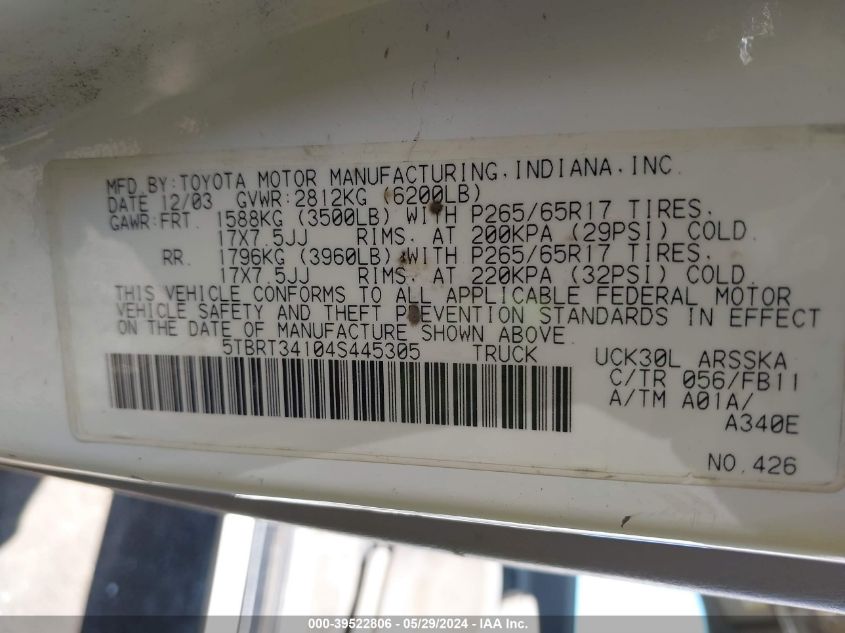 MFD.BY:TOYOTA MOTOR MANUFACTURING,INDIANA,INC.
DATE 12/03 GVWR:2812KG (6200LB)
GAWR:FRT. 1588KG (3500LB) WITH P265/65R17 TIRES.
17X7.5JJ RIMS. AT 200KPA (29PSI) COLD.
RR. 1796KG (3960LB) WITH P265/65R17 TIRES.
17X7.5JJ RIMS. AT 220KPA (32PSI) COLD.
THIS VEHICLE CONFORMS TO ALL APPLICABLE FEDERAL MOTOR
VEHICLE SAFETY AND THEFT PREVENTION STANDARDS IN EFFECT
ON THE DATE OF MANUFACTURE SHOWN ABOVE.
5TBRT34104S445305 TRUCK UCK30L ARSSKA
C/TR 056/FB11
A/TM A01A/
A340E
NO.426
000-39522806 - 05/29/2024 - IAA Inc.